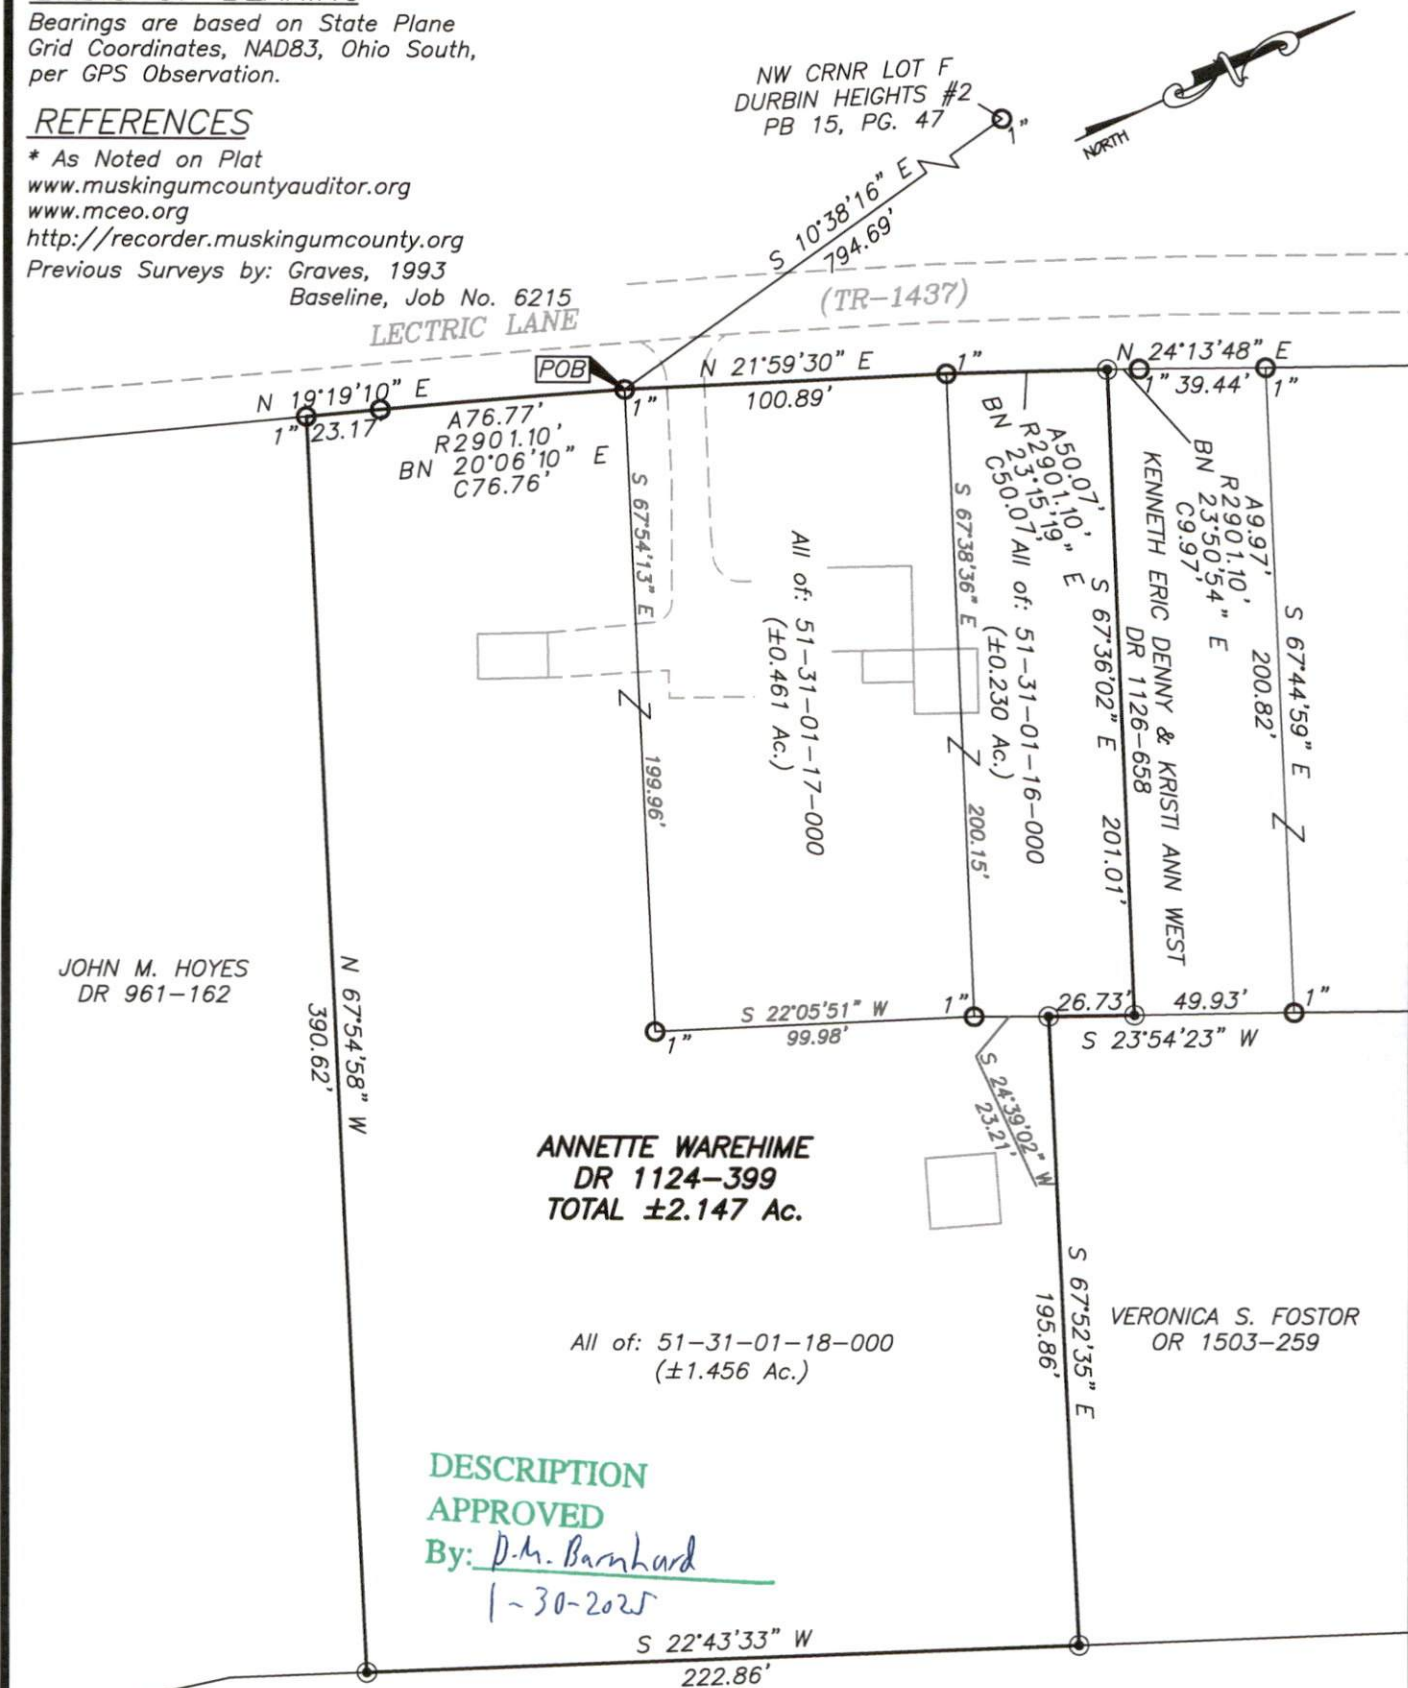 Bearings are based on State Plane
Grid Coordinates, NAD83, Ohio South,
per GPS Observation.
REFERENCES
* As Noted on Plat
www.muskingumcountyauditor.org
www.mceo.org
http://recorder.muskingumcounty.org
Previous Surveys by: Graves, 1993
Baseline, Job No. 6215
NW CRNR LOT F
DURBIN HEIGHTS #2
PB 15, PG. 47
1"
NORTH
S 10°38'16" E
794.69'
(TR-1437)
LECTRIC LANE
POB
N 19°19'10" E
1" 23.17'
A76.77'
R2901.10'
BN 20°06'10" E
C76.76'
1"
N 21°59'30" E
100.89'
1"
A50.07'
R2901.10'
BN 23°15'19" E
C50.07'
N 24°13'48" E
1" 39.44'
1"
A9.97'
R2901.10'
BN 23°50'54" E
C9.97'
S 67°54'13" E
199.96'
All of: 51-31-01-17-000
(±0.461 Ac.)
S 67°38'36" E
200.15'
All of: 51-31-01-16-000
(±0.230 Ac.)
S 67°36'02" E 201.01'
KENNETH ERIC DENNY & KRISTI ANN WEST
DR 1126-658
S 67°44'59" E
200.82'
JOHN M. HOYES
DR 961-162
N 67°54'58" W
390.62'
1"
S 22°05'51" W
99.98'
1"
26.73'
49.93'
1"
S 23°54'23" W
S 24°39'02" W
23.21'
ANNETTE WAREHIME
DR 1124-399
TOTAL ±2.147 Ac.
S 67°52'35" E
195.86'
VERONICA S. FOSTOR
OR 1503-259
All of: 51-31-01-18-000
(±1.456 Ac.)
DESCRIPTION
APPROVED
By: D.M. Barnhard
1-30-2025
S 22°43'33" W
222.86'